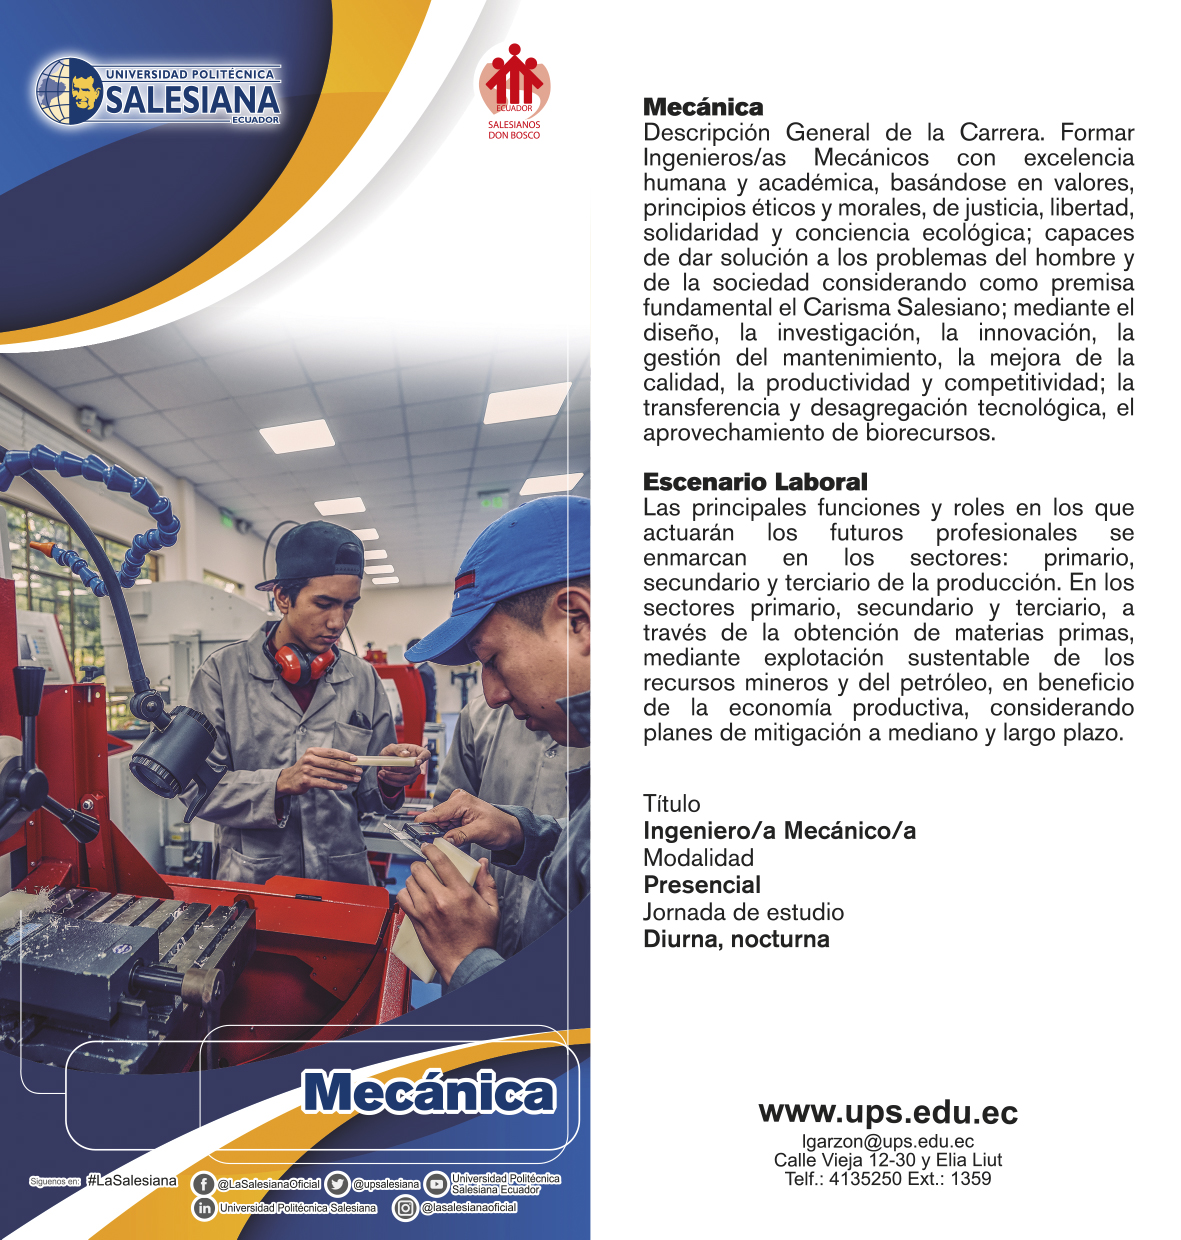 UNIVERSIDAD POLITÉCNICA
SALESIANA
ECUADOR
ECUADOR
SALESIANOS
DON BOSCO
Mecánica
Síguenos en:
#LaSalesiana
@LaSalesianaOficial
@upsalesiana
Universidad Politécnica
Salesiana Ecuador
Universidad Politécnica Salesiana
@lasalesianaoficial
Mecánica
Descripción General de la Carrera. Formar
Ingenieros/as Mecánicos con excelencia
humana y académica, basándose en valores,
principios éticos y morales, de justicia, libertad,
solidaridad y conciencia ecológica; capaces
de dar solución a los problemas del hombre y
de la sociedad considerando como premisa
fundamental el Carisma Salesiano; mediante el
diseño, la investigación, la innovación, la
gestión del mantenimiento, la mejora de la
calidad, la productividad y competitividad; la
transferencia y desagregación tecnológica, el
aprovechamiento de biorecursos.
Escenario Laboral
Las principales funciones y roles en los que
actuarán los futuros profesionales se
enmarcan en los sectores: primario,
secundario y terciario de la producción. En los
sectores primario, secundario y terciario, a
través de la obtención de materias primas,
mediante explotación sustentable de los
recursos mineros y del petróleo, en beneficio
de la economía productiva, considerando
planes de mitigación a mediano y largo plazo.
Título
Ingeniero/a Mecánico/a
Modalidad
Presencial
Jornada de estudio
Diurna, nocturna
www.ups.edu.ec
lgarzon@ups.edu.ec
Calle Vieja 12-30 y Elia Liut
Telf.: 4135250 Ext.: 1359